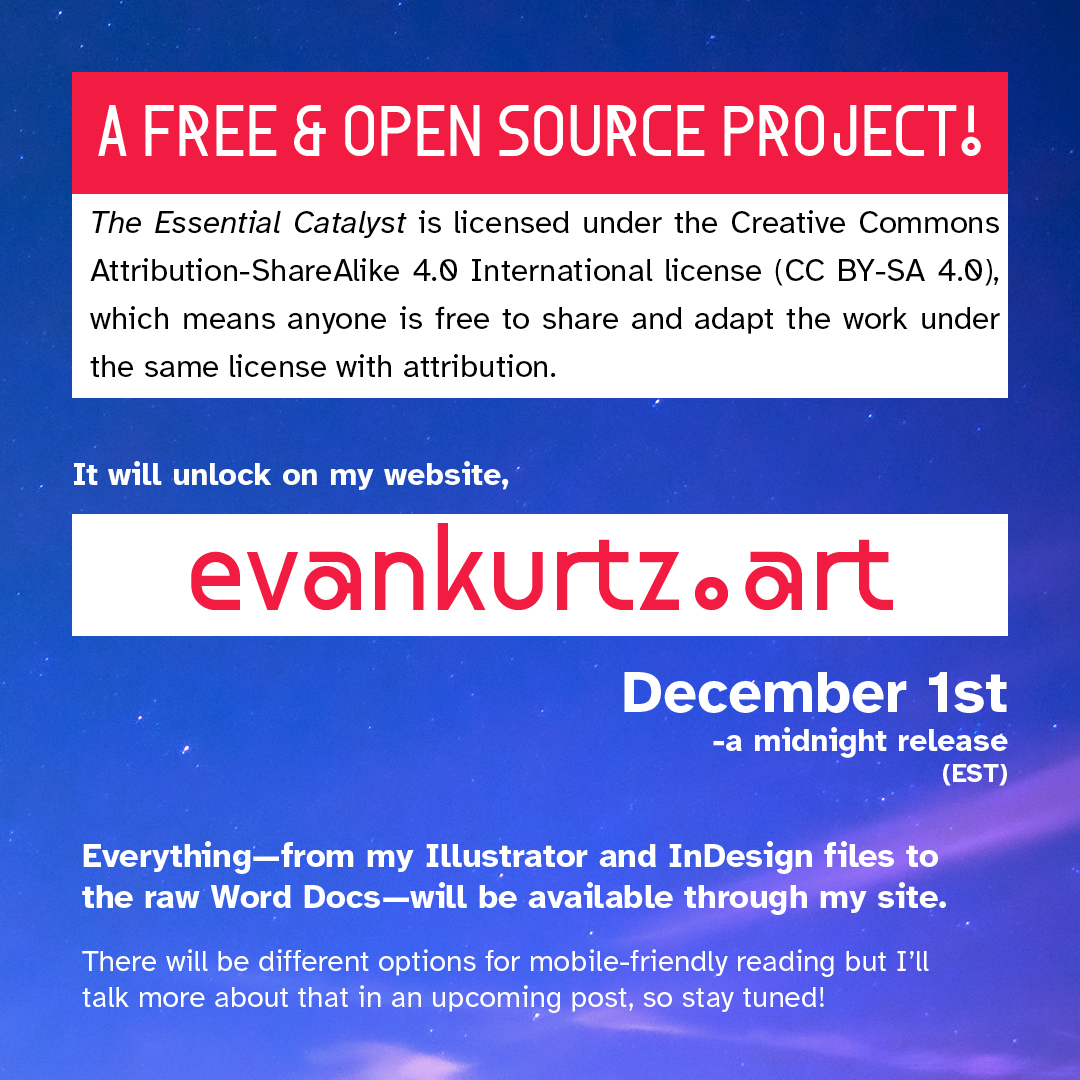 A FREE & OPEN SOURCE PROJECT!
The Essential Catalyst is licensed under the Creative Commons
Attribution-ShareAlike 4.0 International license (CC BY-SA 4.0),
which means anyone is free to share and adapt the work under
the same license with attribution.
It will unlock on my website,
evankurtz.art
December 1st
-a midnight release
(EST)
Everything—from my Illustrator and InDesign files to
the raw Word Docs—will be available through my site.
There will be different options for mobile-friendly reading but I’ll
talk more about that in an upcoming post, so stay tuned!